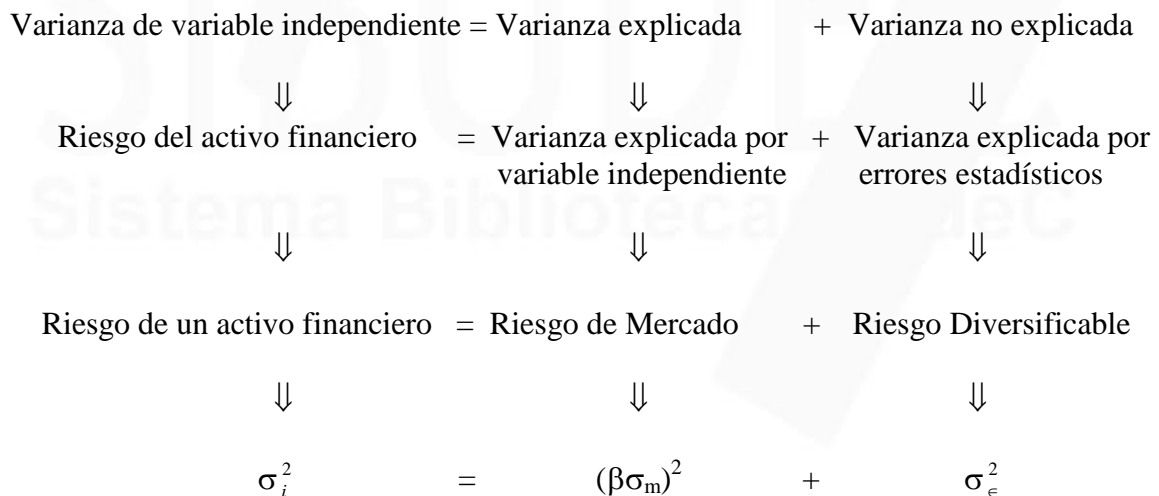 Varianza de variable independiente = Varianza explicada + Varianza no explicada
⇓ ⇓ ⇓
Riesgo del activo financiero = Varianza explicada por + Varianza explicada por
variable independiente errores estadísticos
⇓ ⇓ ⇓
Riesgo de un activo financiero = Riesgo de Mercado + Riesgo Diversificable
⇓ ⇓ ⇓
σ²ᵢ = (βσₘ)² + σ²∈